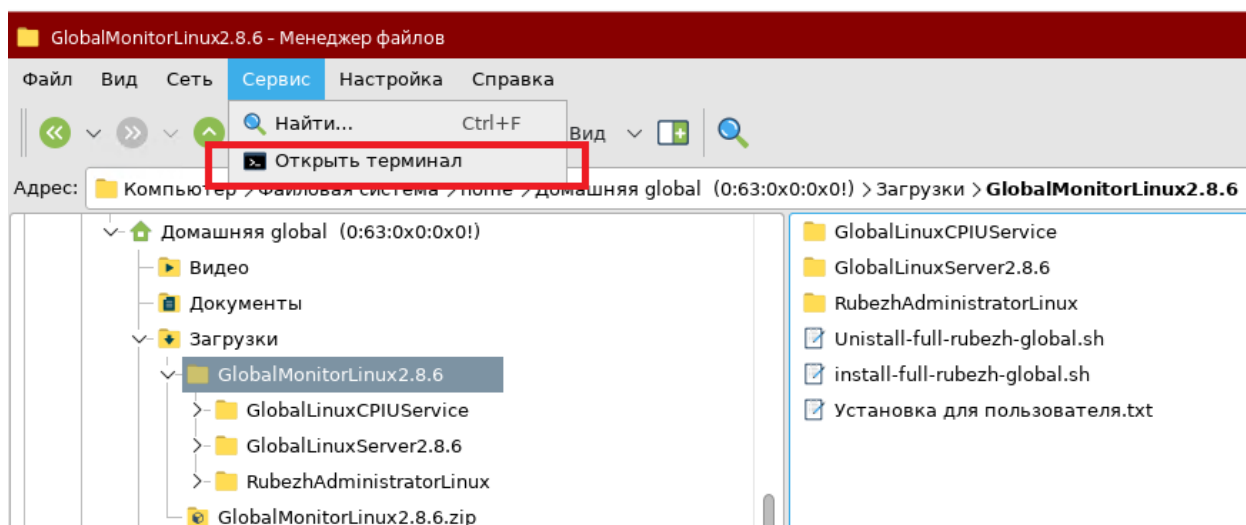 GlobalMonitorLinux2.8.6 – Менеджер файлов
Файл Вид Сеть Сервис Настройка Справка
Найти... Ctrl+F
Вид
Открыть терминал
Адрес: Компьютер > Файловая система > home > Домашняя global (0:63:0x0:0x0!) > Загрузки > GlobalMonitorLinux2.8.6
Домашняя global (0:63:0x0:0x0!)
Видео
Документы
Загрузки
GlobalMonitorLinux2.8.6
GlobalLinuxCPIUService
GlobalLinuxServer2.8.6
RubezhAdministratorLinux
GlobalMonitorLinux2.8.6.zip
GlobalLinuxCPIUService
GlobalLinuxServer2.8.6
RubezhAdministratorLinux
Unistall-full-rubezh-global.sh
install-full-rubezh-global.sh
Установка для пользователя.txt